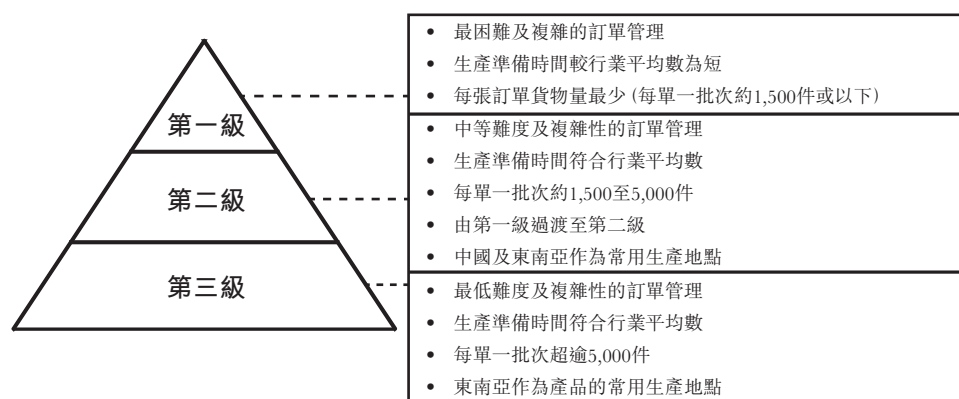 第一級
• 最困難及複雜的訂單管理
• 生產準備時間較行業平均數為短
• 每張訂單貨物量最少（每單一批次約1,500件或以下）
第二級
• 中等難度及複雜性的訂單管理
• 生產準備時間符合行業平均數
• 每單一批次約1,500至5,000件
• 由第一級過渡至第二級
• 中國及東南亞作為常用生產地點
第三級
• 最低難度及複雜性的訂單管理
• 生產準備時間符合行業平均數
• 每單一批次超逾5,000件
• 東南亞作為產品的常用生產地點